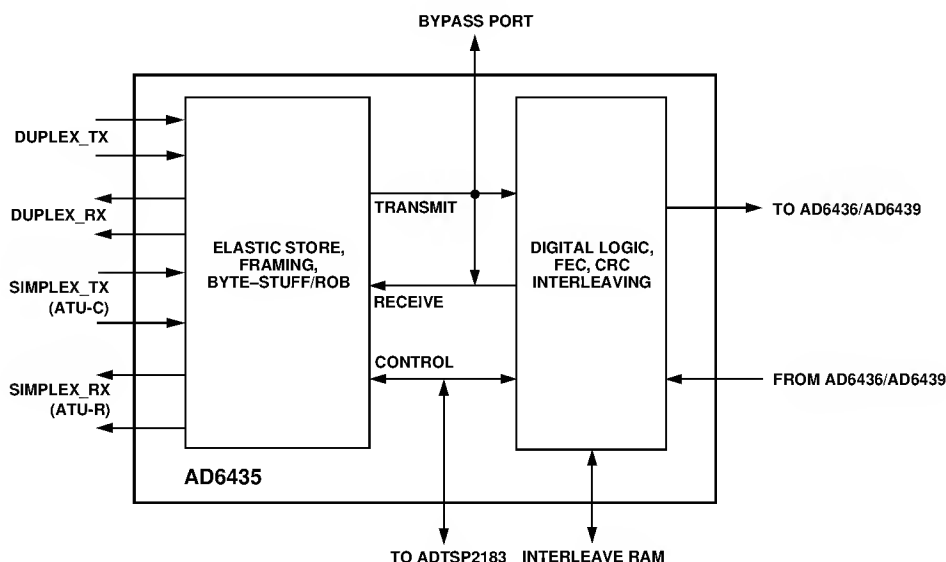 BYPASS PORT
DUPLEX_TX
DUPLEX_RX
SIMPLEX_TX
(ATU-C)
SIMPLEX_RX
(ATU-R)
ELASTIC STORE,
FRAMING,
BYTE–STUFF/ROB
TRANSMIT
RECEIVE
CONTROL
DIGITAL LOGIC,
FEC, CRC
INTERLEAVING
TO AD6436/AD6439
FROM AD6436/AD6439
AD6435
TO ADTSP2183
INTERLEAVE RAM